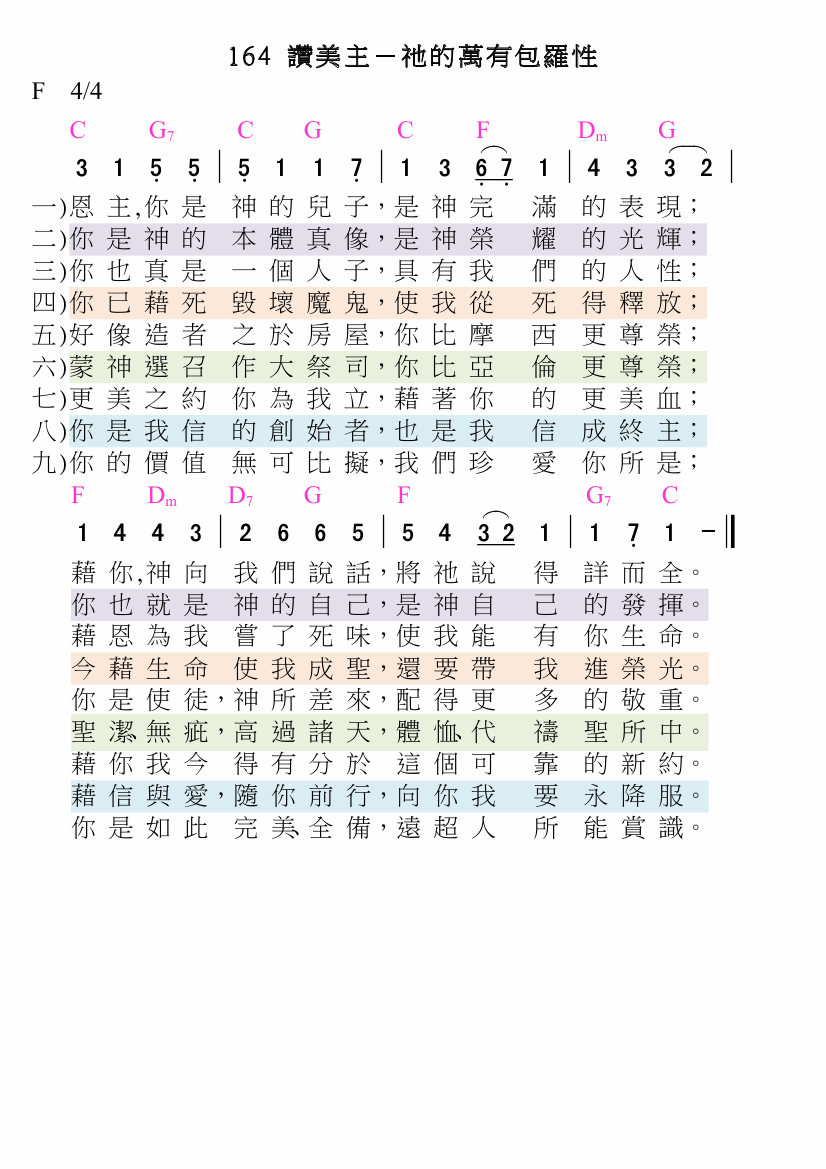 164 讚美主－祂的萬有包羅性
F 4/4
C G7 C G C F Dm G
3 1 5̣ 5̣ | 5̣ 1 1 7̣ | 1 3 6̣ 7̣ 1 | 4 3 3 2 |
一)恩主,你是神的兒子，是神完滿的表現；
二)你是神的本體真像，是神榮耀的光輝；
三)你也真是一個人子，具有我們的人性；
四)你已藉死毀壞魔鬼，使我從死得釋放；
五)好像造者之於房屋，你比摩西更尊榮；
六)蒙神選召作大祭司，你比亞倫更尊榮；
七)更美之約你為我立，藉著你的更美血；
八)你是我信的創始者，也是我信成終主；
九)你的價值無可比擬，我們珍愛你所是；
F Dm D7 G F G7 C
1 4 4 3 | 2 6 6 5 | 5 4 3 2 1 | 1 7̣ 1 －‖
藉你,神向我們說話，將祂說得詳而全。
你也就是神的自己，是神自己的發揮。
藉恩為我嘗了死味，使我能有你生命。
今藉生命使我成聖，還要帶我進榮光。
你是使徒，神所差來，配得更多的敬重。
聖潔、無疵，高過諸天，體恤、代禱聖所中。
藉你我今得有分於這個可靠的新約。
藉信與愛，隨你前行，向你我要永降服。
你是如此完美、全備，遠超人所能賞識。